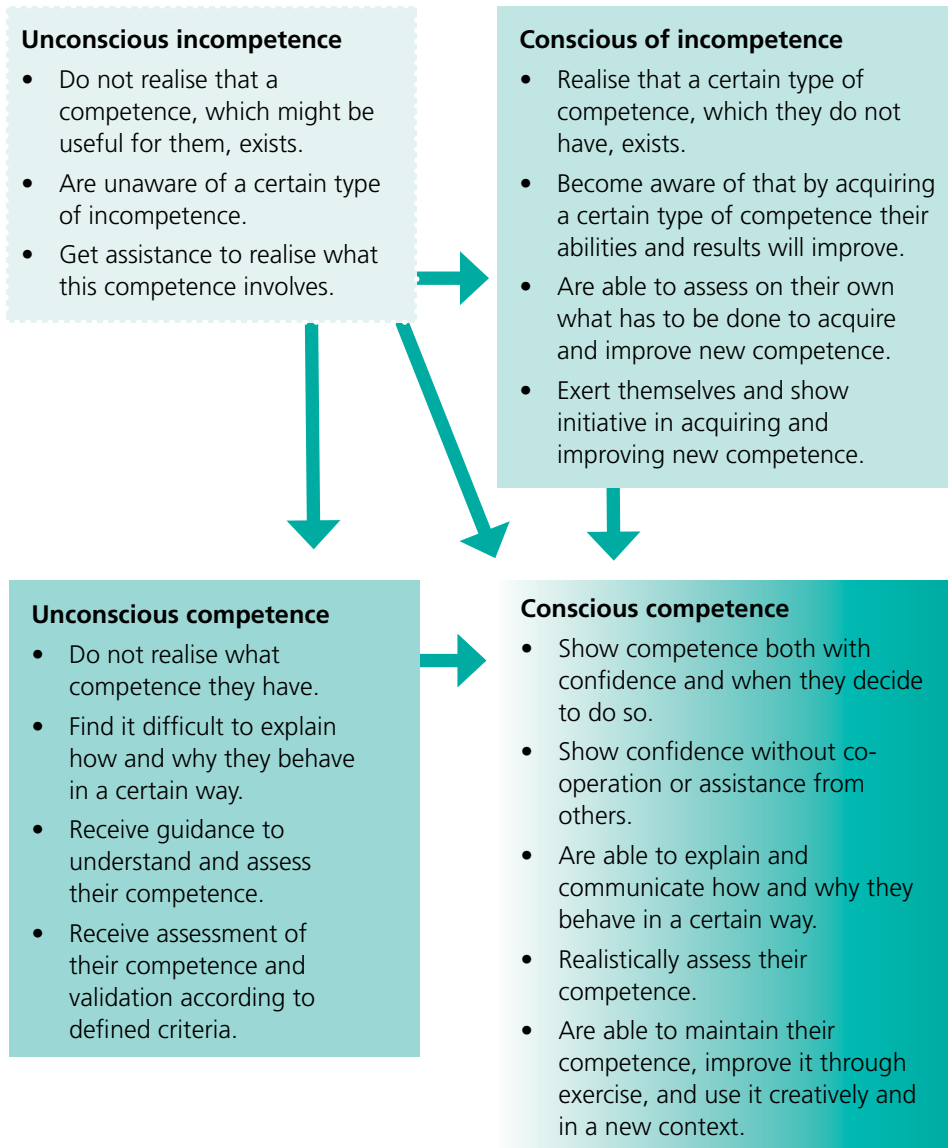 Unconscious incompetence
• Do not realise that a
competence, which might be
useful for them, exists.
• Are unaware of a certain type
of incompetence.
• Get assistance to realise what
this competence involves.
Conscious of incompetence
• Realise that a certain type of
competence, which they do not
have, exists.
• Become aware of that by acquiring
a certain type of competence their
abilities and results will improve.
• Are able to assess on their own
what has to be done to acquire
and improve new competence.
• Exert themselves and show
initiative in acquiring and
improving new competence.
Unconscious competence
• Do not realise what
competence they have.
• Find it difficult to explain
how and why they behave
in a certain way.
• Receive guidance to
understand and assess
their competence.
• Receive assessment of
their competence and
validation according to
defined criteria.
Conscious competence
• Show competence both with
confidence and when they decide
to do so.
• Show confidence without co-
operation or assistance from
others.
• Are able to explain and
communicate how and why they
behave in a certain way.
• Realistically assess their
competence.
• Are able to maintain their
competence, improve it through
exercise, and use it creatively and
in a new context.